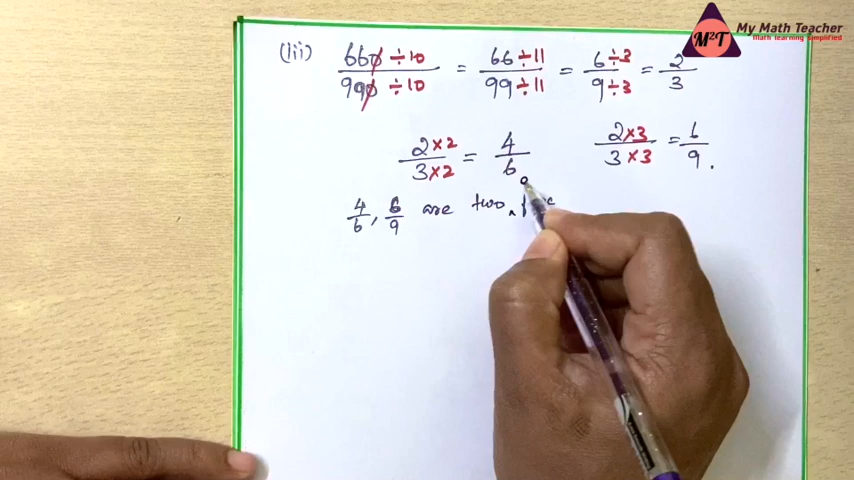 My Math Teacher
M²T
Math learning simplified
(iii) 660 ÷10 / 990 ÷10 = 66 ÷11 / 99 ÷11 = 6 ÷3 / 9 ÷3 = 2 / 3
2 ×2 / 3 ×2 = 4 / 6
2 ×3 / 3 ×3 = 6 / 9 .
4 / 6 , 6 / 9 are two